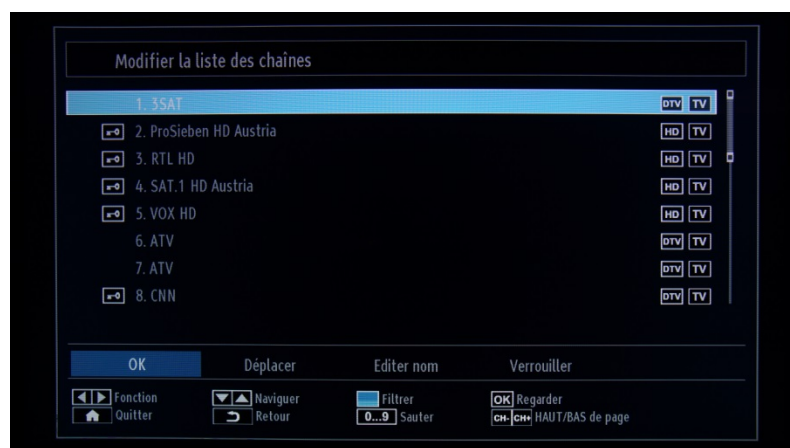 Modifier la liste des chaînes
1. 3SAT DTV TV
2. ProSieben HD Austria HD TV
3. RTL HD HD TV
4. SAT.1 HD Austria HD TV
5. VOX HD HD TV
6. ATV DTV TV
7. ATV DTV TV
8. CNN DTV TV
OK Déplacer Editer nom Verrouiller
Fonction Naviguer Filtrer OK Regarder
Quitter Retour 0...9 Sauter CH- CH+ HAUT/BAS de page